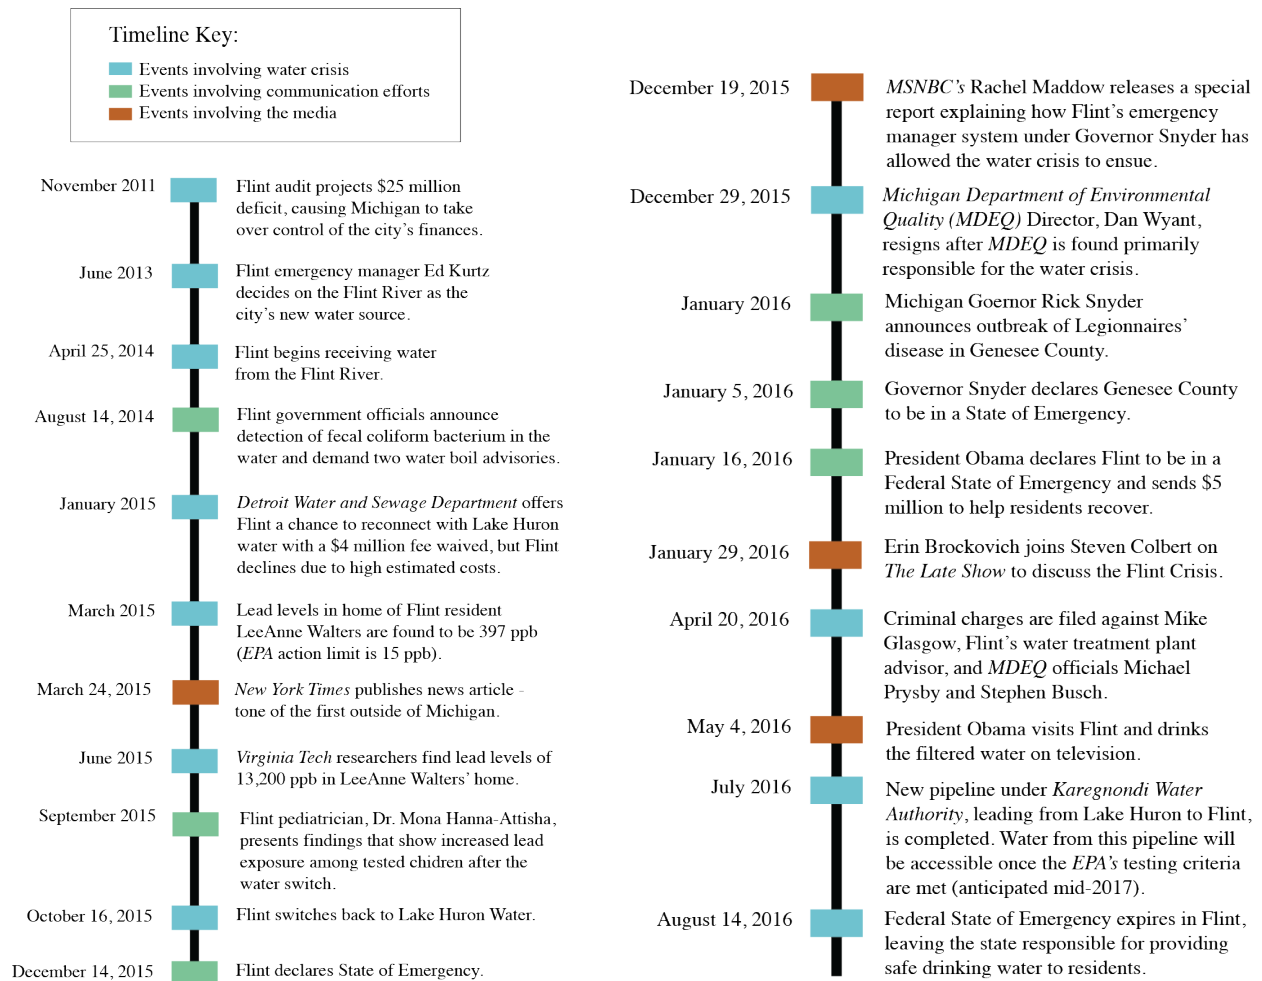 Timeline Key:
Events involving water crisis
Events involving communication efforts
Events involving the media
November 2011
Flint audit projects $25 million
deficit, causing Michigan to take
over control of the city's finances.
June 2013
Flint emergency manager Ed Kurtz
decides on the Flint River as the
city's new water source.
April 25, 2014
Flint begins receiving water
from the Flint River.
August 14, 2014
Flint government officials announce
detection of fecal coliform bacterium in the
water and demand two water boil advisories.
January 2015
Detroit Water and Sewage Department offers
Flint a chance to reconnect with Lake Huron
water with a $4 million fee waived, but Flint
declines due to high estimated costs.
March 2015
Lead levels in home of Flint resident
LeeAnne Walters are found to be 397 ppb
(EPA action limit is 15 ppb).
March 24, 2015
New York Times publishes news article -
tone of the first outside of Michigan.
June 2015
Virginia Tech researchers find lead levels of
13,200 ppb in LeeAnne Walters' home.
September 2015
Flint pediatrician, Dr. Mona Hanna-Attisha,
presents findings that show increased lead
exposure among tested chidren after the
water switch.
October 16, 2015
Flint switches back to Lake Huron Water.
December 14, 2015
Flint declares State of Emergency.
December 19, 2015
MSNBC's Rachel Maddow releases a special
report explaining how Flint's emergency
manager system under Governor Snyder has
allowed the water crisis to ensue.
December 29, 2015
Michigan Department of Environmental
Quality (MDEQ) Director, Dan Wyant,
resigns after MDEQ is found primarily
responsible for the water crisis.
January 2016
Michigan Goernor Rick Snyder
announces outbreak of Legionnaires'
disease in Genesee County.
January 5, 2016
Governor Snyder declares Genesee County
to be in a State of Emergency.
January 16, 2016
President Obama declares Flint to be in a
Federal State of Emergency and sends $5
million to help residents recover.
January 29, 2016
Erin Brockovich joins Steven Colbert on
The Late Show to discuss the Flint Crisis.
April 20, 2016
Criminal charges are filed against Mike
Glasgow, Flint's water treatment plant
advisor, and MDEQ officials Michael
Prysby and Stephen Busch.
May 4, 2016
President Obama visits Flint and drinks
the filtered water on television.
July 2016
New pipeline under Karegnondi Water
Authority, leading from Lake Huron to Flint,
is completed. Water from this pipeline will
be accessible once the EPA's testing criteria
are met (anticipated mid-2017).
August 14, 2016
Federal State of Emergency expires in Flint,
leaving the state responsible for providing
safe drinking water to residents.